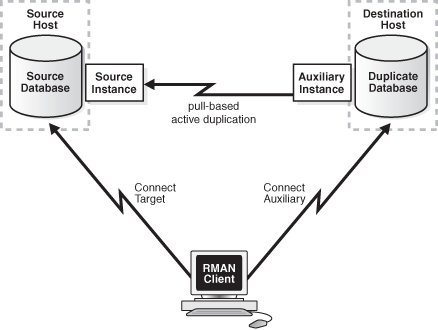 Source
Host
Destination
Host
Source
Database
Source
Instance
Auxiliary
Instance
Duplicate
Database
pull-based
active duplication
Connect
Target
Connect
Auxiliary
RMAN
Client